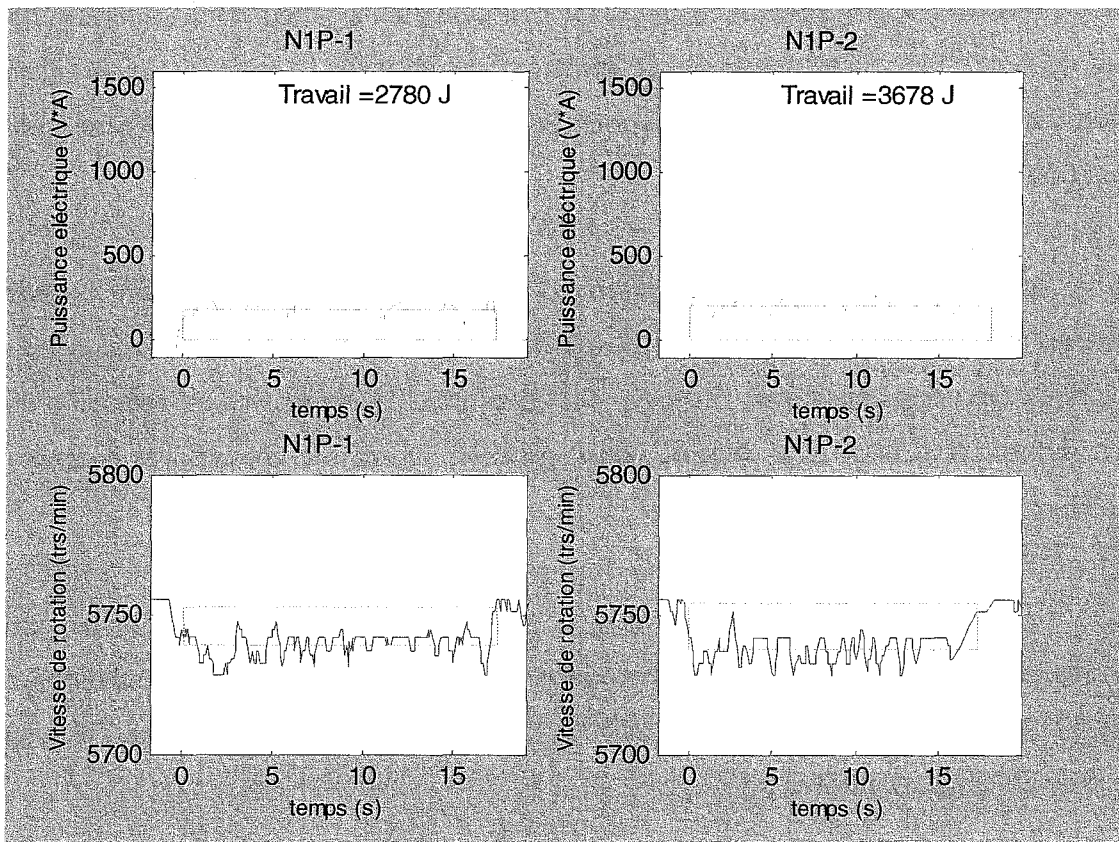 N1P-1
N1P-2
Puissance eléctrique (V*A)
1500
1000
500
0
Travail =2780 J
0 5 10 15
temps (s)
Puissance eléctrique (V*A)
1500
1000
500
0
Travail =3678 J
0 5 10 15
temps (s)
N1P-1
N1P-2
Vitesse de rotation (trs/min)
5800
5750
5700
0 5 10 15
temps (s)
Vitesse de rotation (trs/min)
5800
5750
5700
0 5 10 15
temps (s)